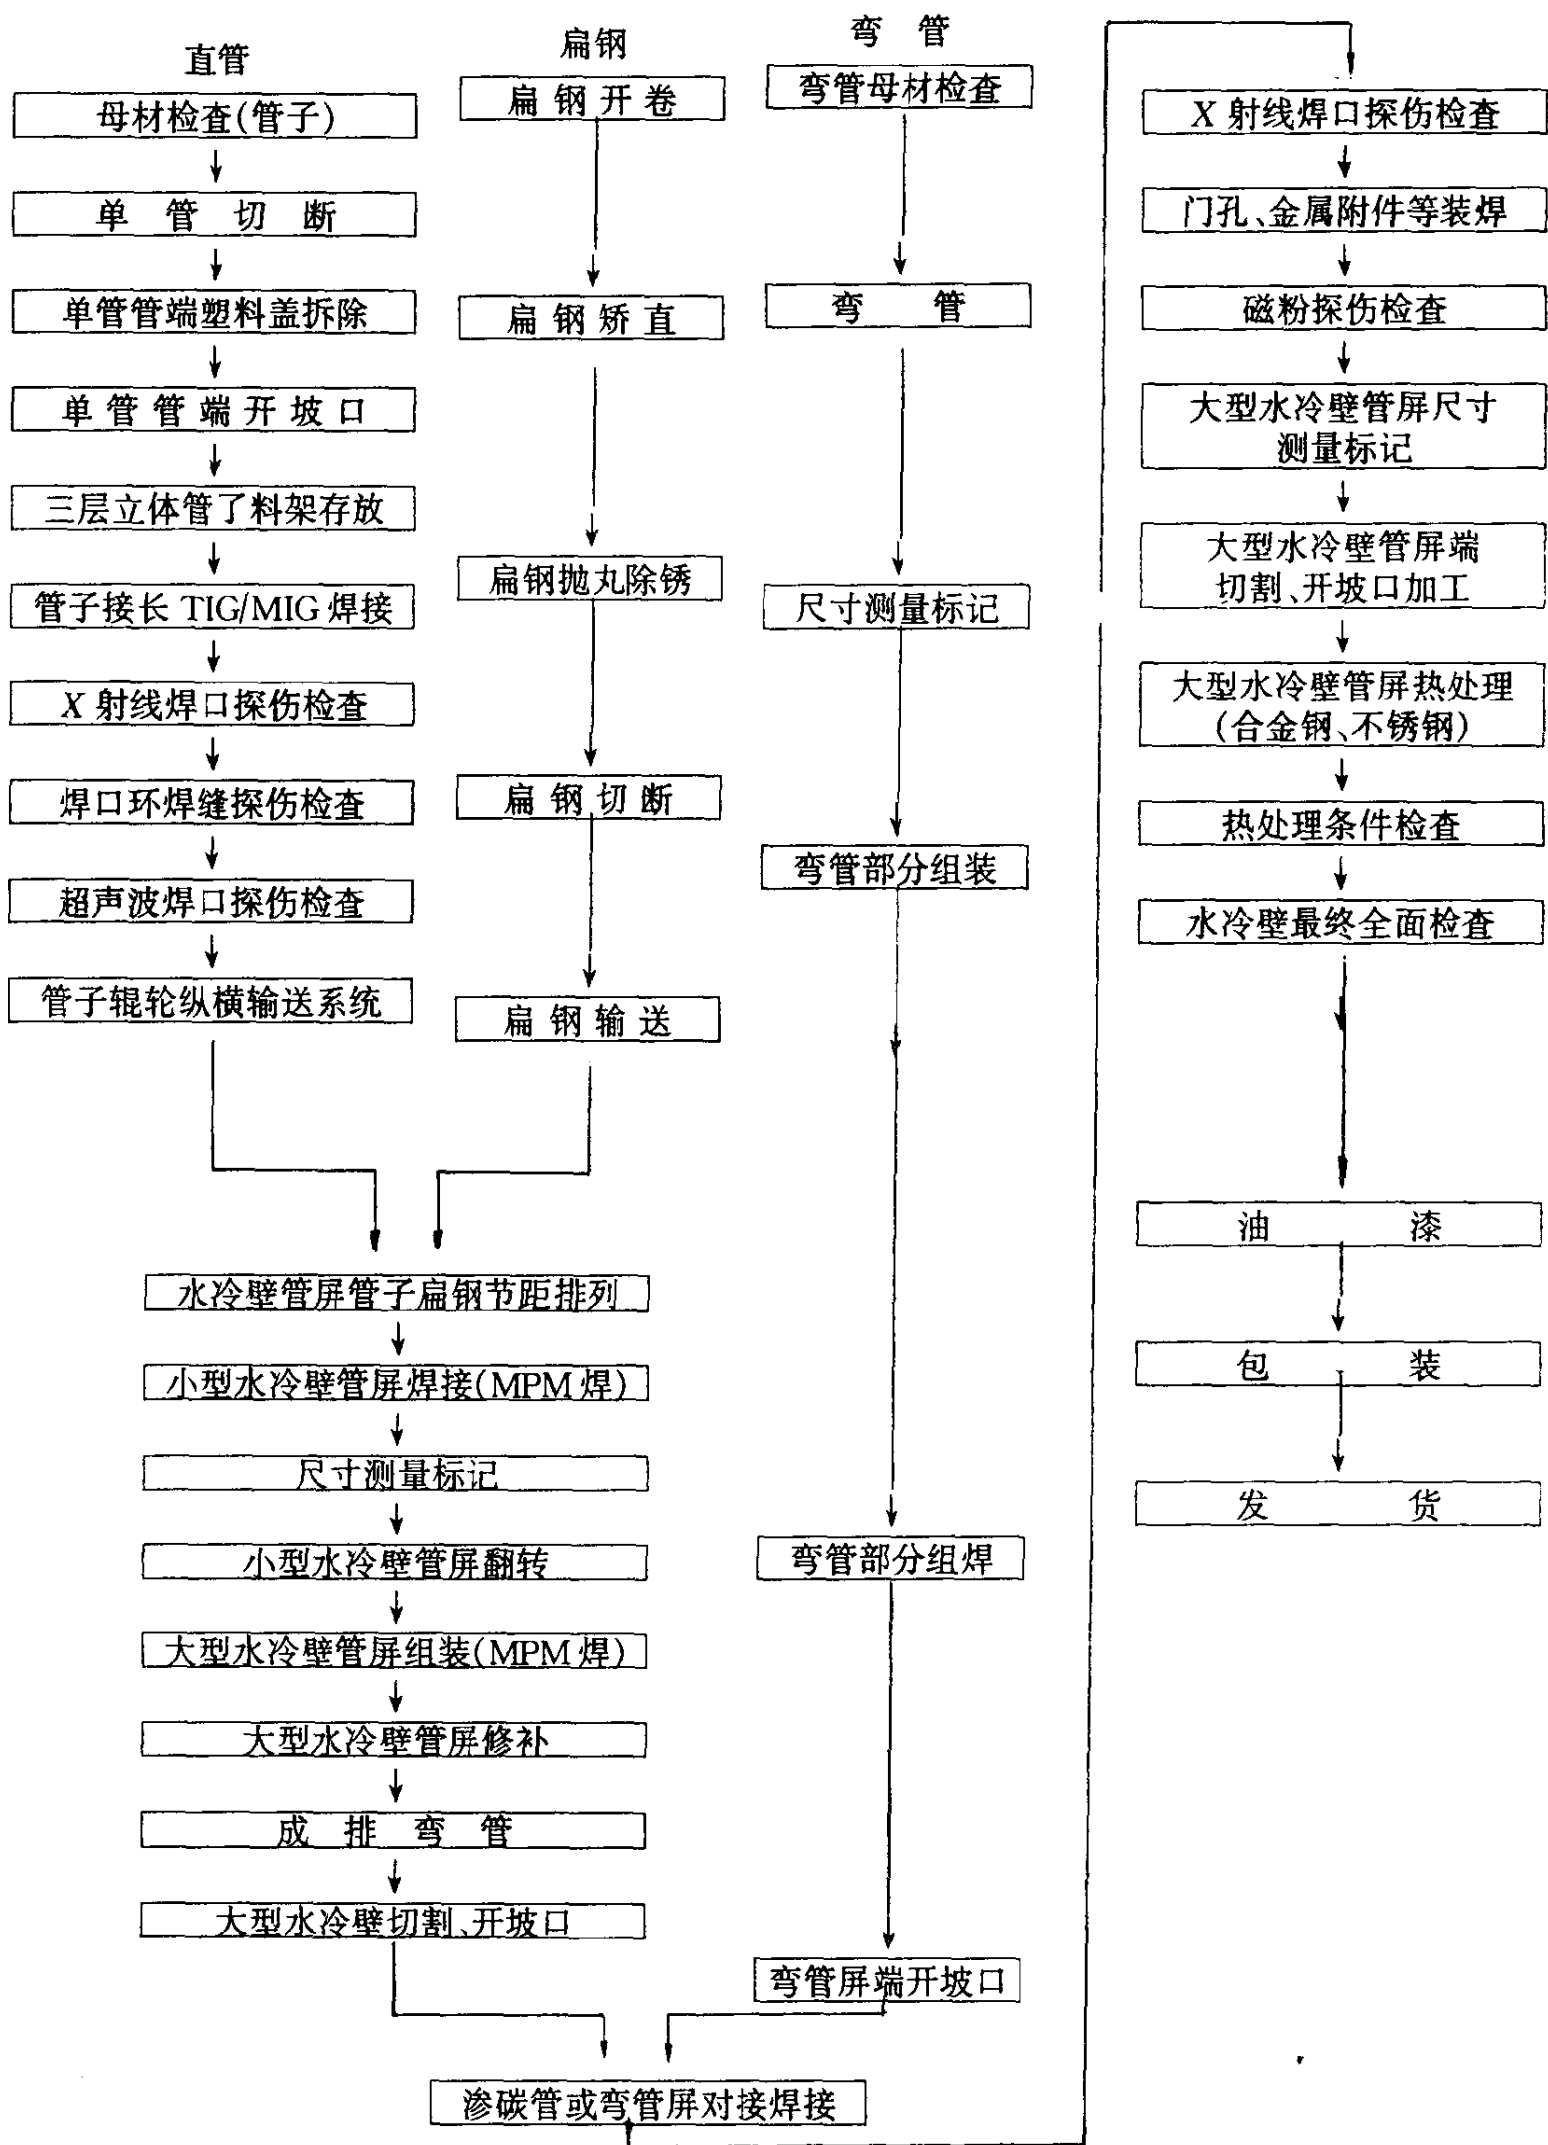 直管
母材检查(管子)
单管切断
单管管端塑料盖拆除
单管管端开坡口
三层立体管了料架存放
管子接长 TIG/MIG 焊接
X 射线焊口探伤检查
焊口环焊缝探伤检查
超声波焊口探伤检查
管子辊轮纵横输送系统
扁钢
扁钢开卷
扁钢矫直
扁钢抛丸除锈
扁钢切断
扁钢输送
水冷壁管屏管子扁钢节距排列
小型水冷壁管屏焊接(MPM 焊)
尺寸测量标记
小型水冷壁管屏翻转
大型水冷壁管屏组装(MPM 焊)
大型水冷壁管屏修补
成排弯管
大型水冷壁切割、开坡口
弯管
弯管母材检查
弯管
尺寸测量标记
弯管部分组装
弯管部分组焊
弯管屏端开坡口
渗碳管或弯管屏对接焊接
X 射线焊口探伤检查
门孔、金属附件等装焊
磁粉探伤检查
大型水冷壁管屏尺寸
测量标记
大型水冷壁管屏端
切割、开坡口加工
大型水冷壁管屏热处理
(合金钢、不锈钢)
热处理条件检查
水冷壁最终全面检查
油漆
包装
发货